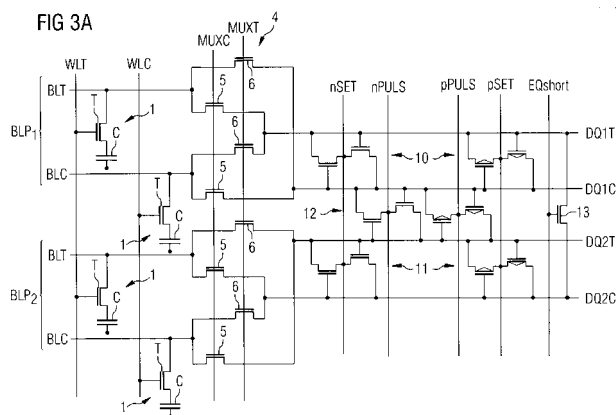 FIG 3A
4
MUXT
WLT WLC MUXC
5 6 nSET nPULS pPULS pSET EQshort
BLT
T 1
C
BLP1
6 10 DQ1T
BLC
5 DQ1C
T
C 12 13
1 6 DQ2T
BLT
T 1 5 11
C
BLP2
6 DQ2C
BLC
5
T
C
1